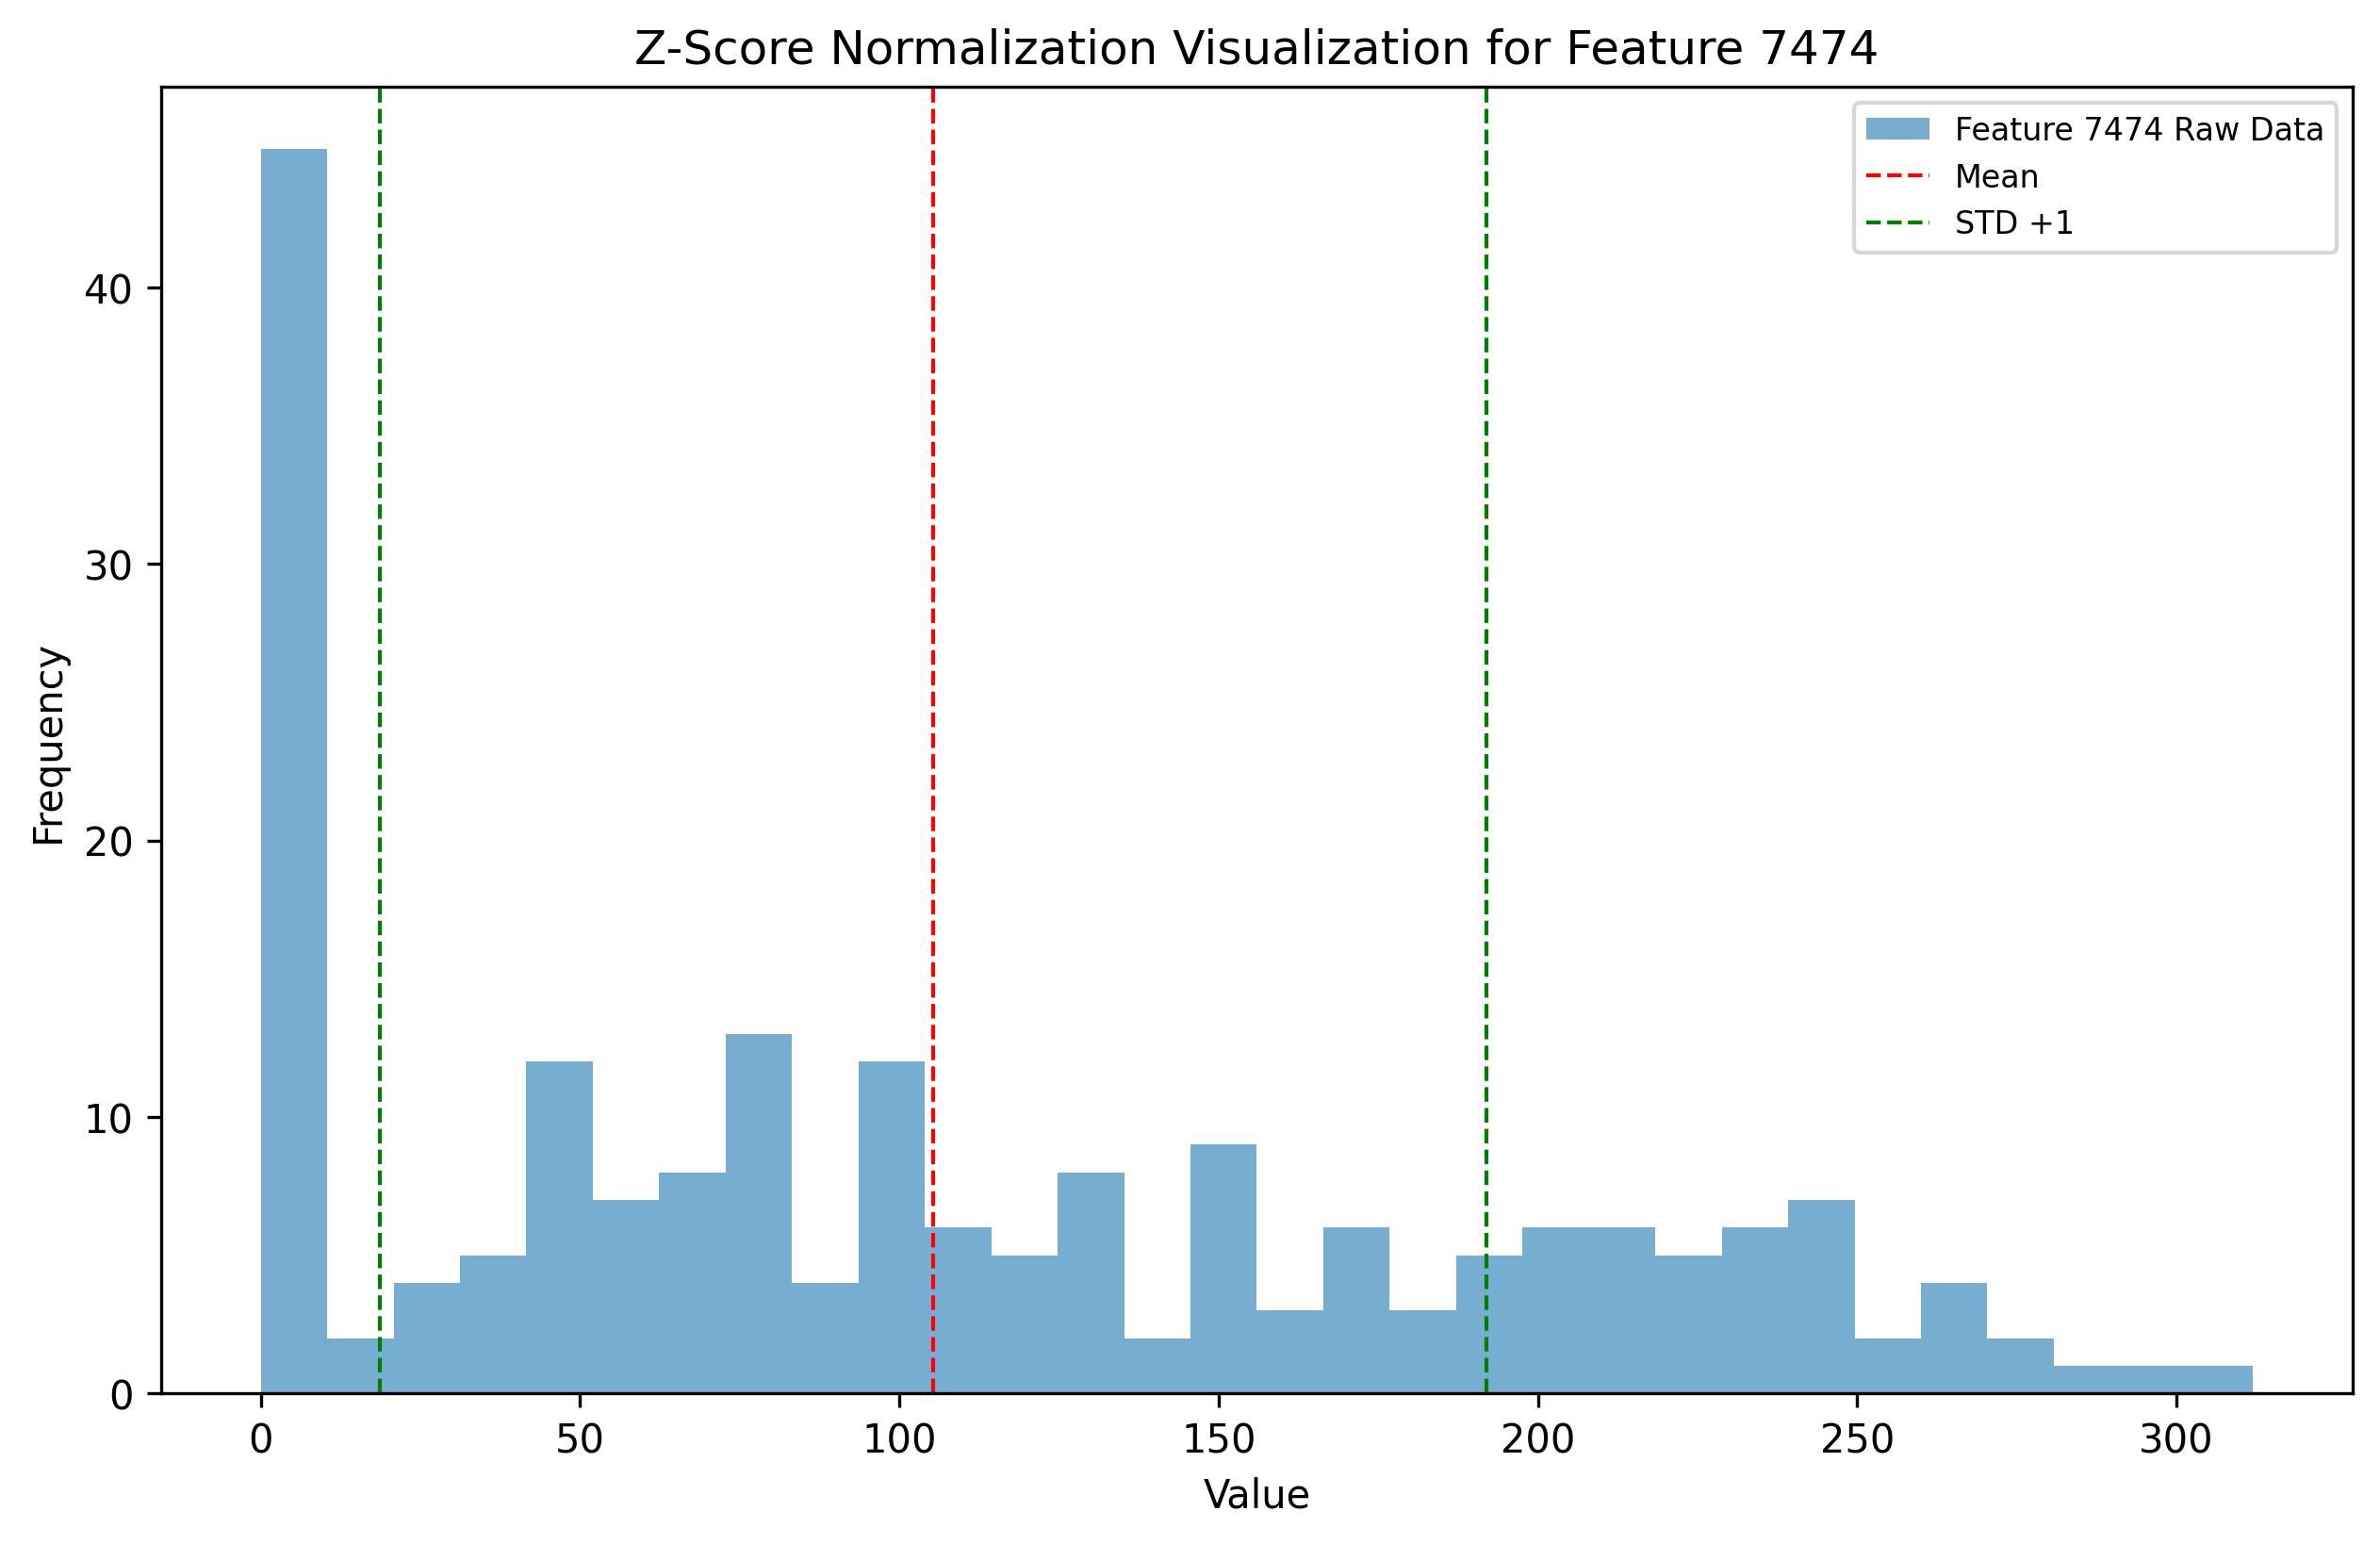 Z-Score Normalization Visualization for Feature 7474
Feature 7474 Raw Data
Mean
STD +1
Frequency
40
30
20
10
0
0 50 100 150 200 250 300
Value